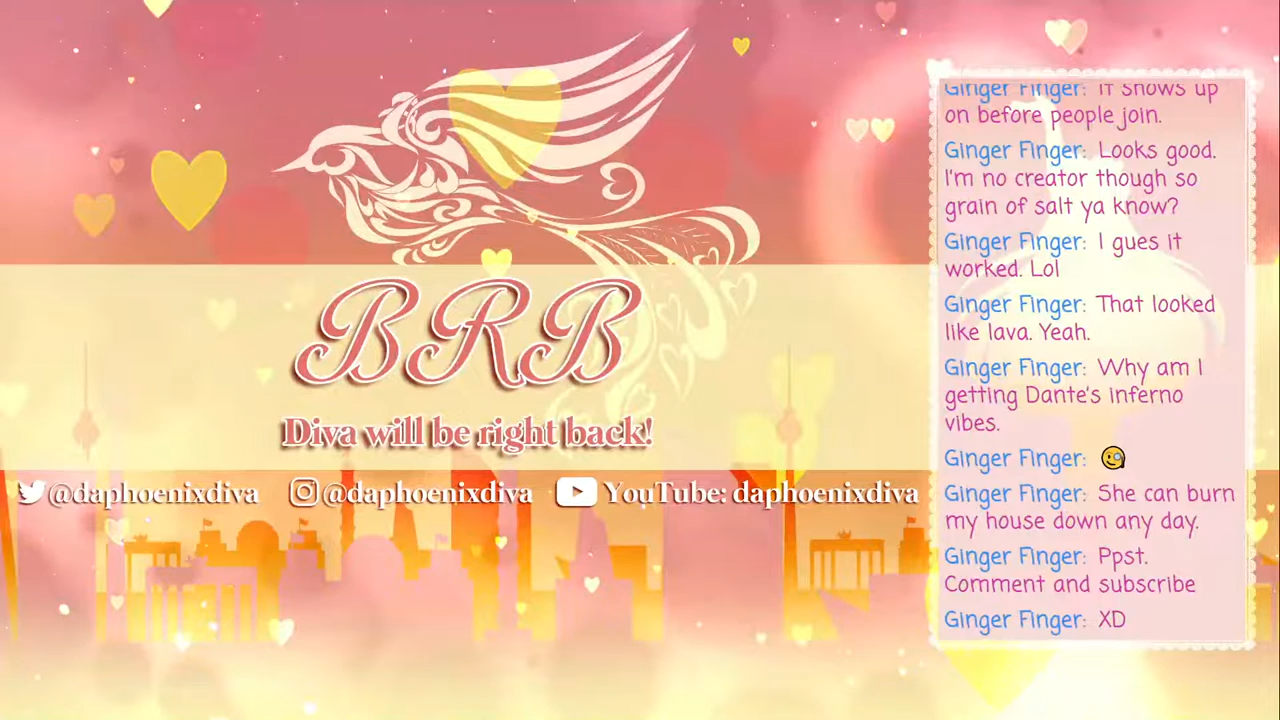 BRB
Diva will be right back!
@daphoenixdiva @daphoenixdiva YouTube: daphoenixdiva
Ginger Finger: It shows up
on before people join.
Ginger Finger: Looks good.
I'm no creator though so
grain of salt ya know?
Ginger Finger: I gues it
worked. Lol
Ginger Finger: That looked
like lava. Yeah.
Ginger Finger: Why am I
getting Dante's inferno
vibes.
Ginger Finger: 🧐
Ginger Finger: She can burn
my house down any day.
Ginger Finger: Ppst.
Comment and subscribe
Ginger Finger: XD